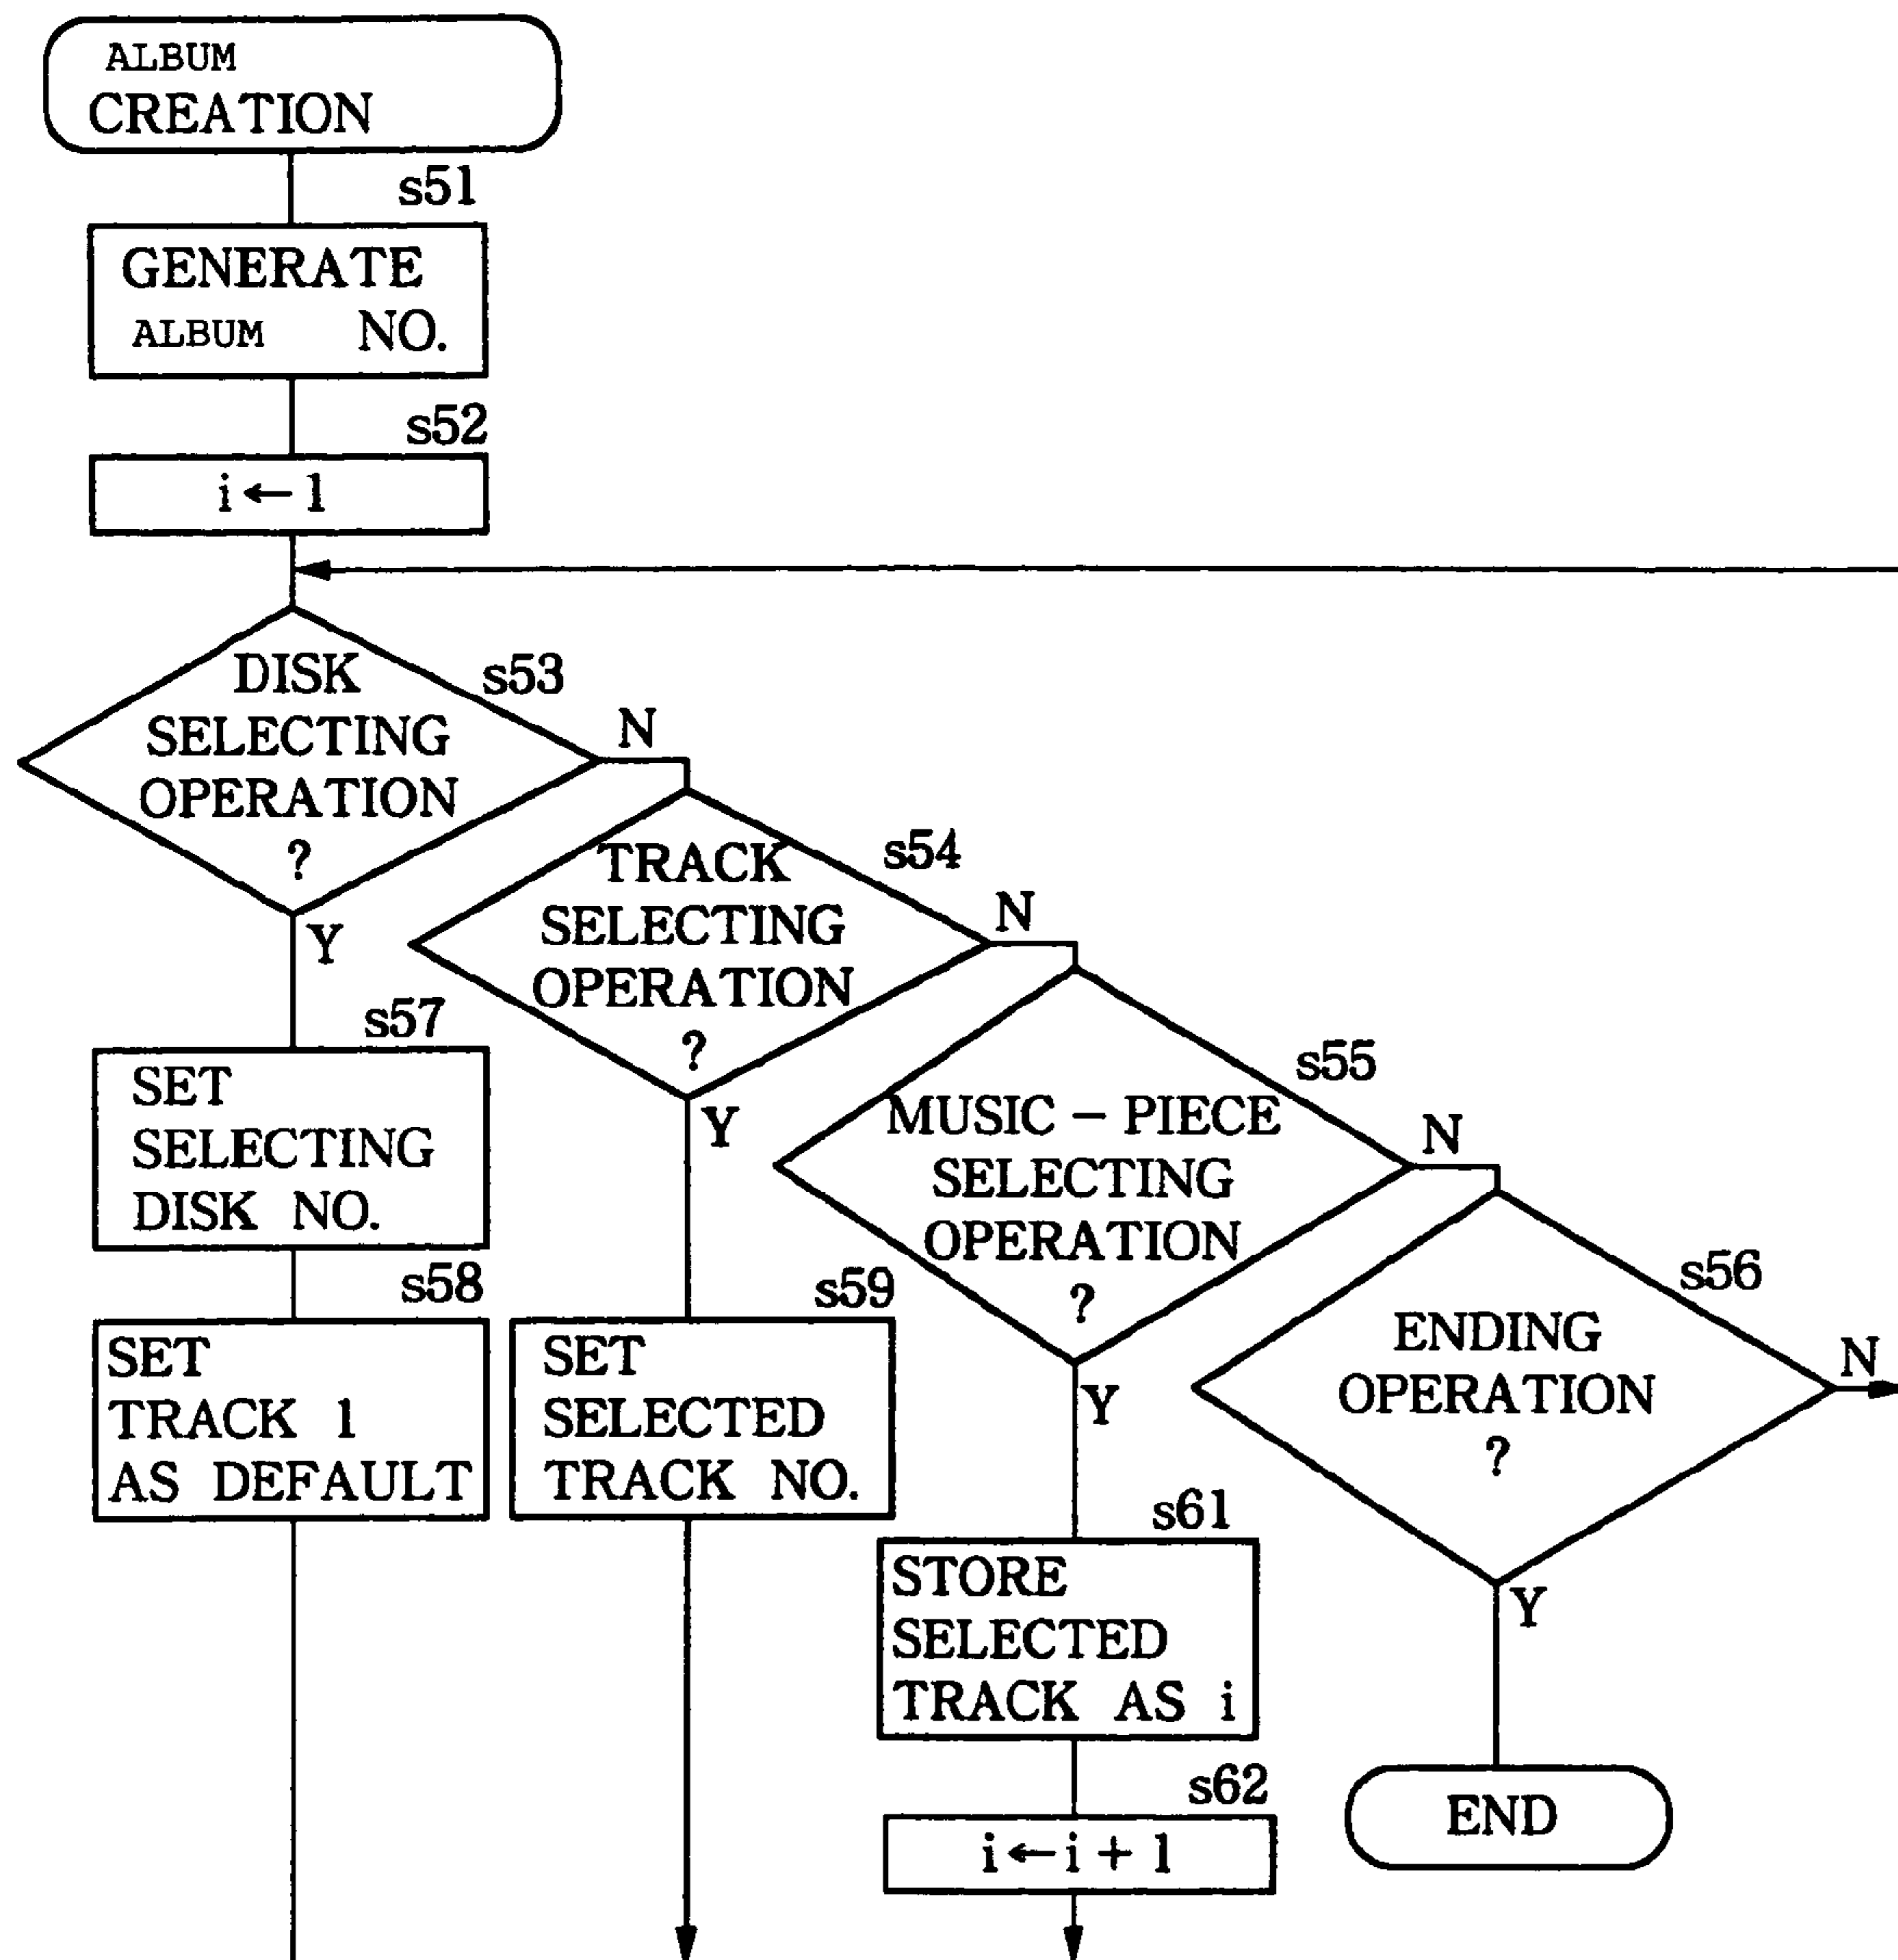 ALBUM
CREATION
s51
GENERATE
ALBUM NO.
s52
i ← 1
DISK
SELECTING
OPERATION
?
s53
N
Y
TRACK
SELECTING
OPERATION
?
s54
N
Y
MUSIC – PIECE
SELECTING
OPERATION
?
s55
N
Y
ENDING
OPERATION
?
s56
N
Y
s57
SET
SELECTING
DISK NO.
s58
SET
TRACK 1
AS DEFAULT
s59
SET
SELECTED
TRACK NO.
s61
STORE
SELECTED
TRACK AS i
s62
i ← i + 1
END